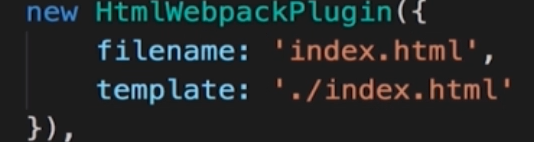 new HtmlWebpackPlugin({
    filename: 'index.html',
    template: './index.html'
}),